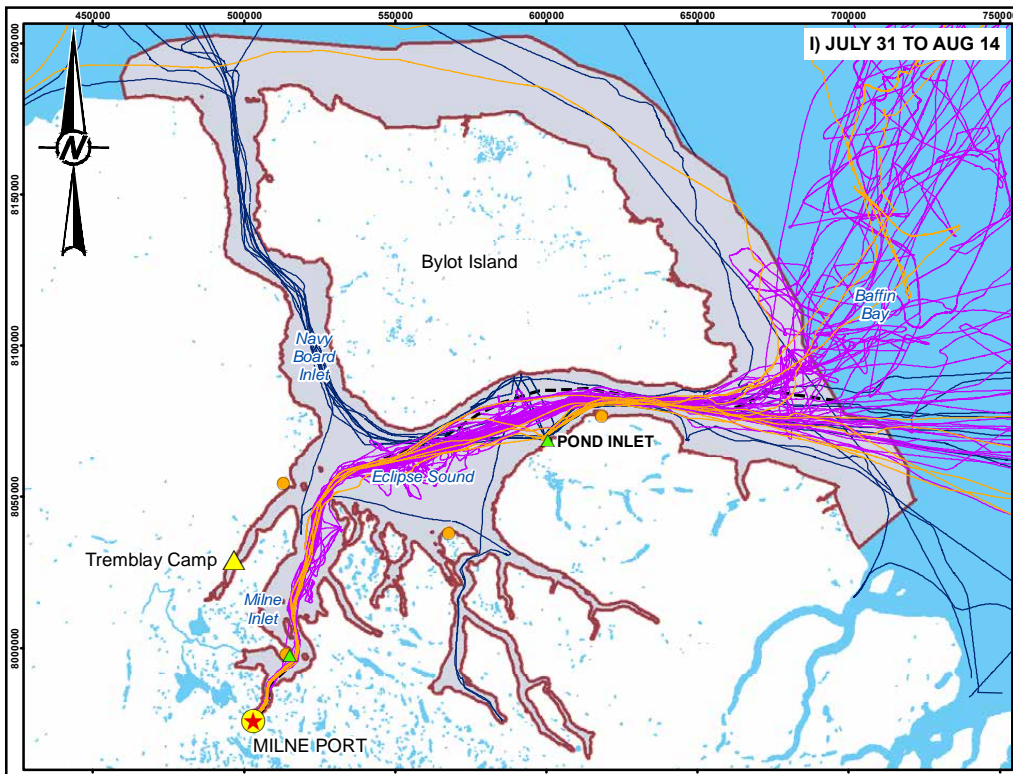 450000 500000 550000 600000 650000 700000 750000
I) JULY 31 TO AUG 14
8200000
N
8150000
Bylot Island
Baffin
Bay
8100000
Navy
Board
Inlet
POND INLET
Eclipse Sound
8050000
Tremblay Camp
Milne
Inlet
8000000
MILNE PORT